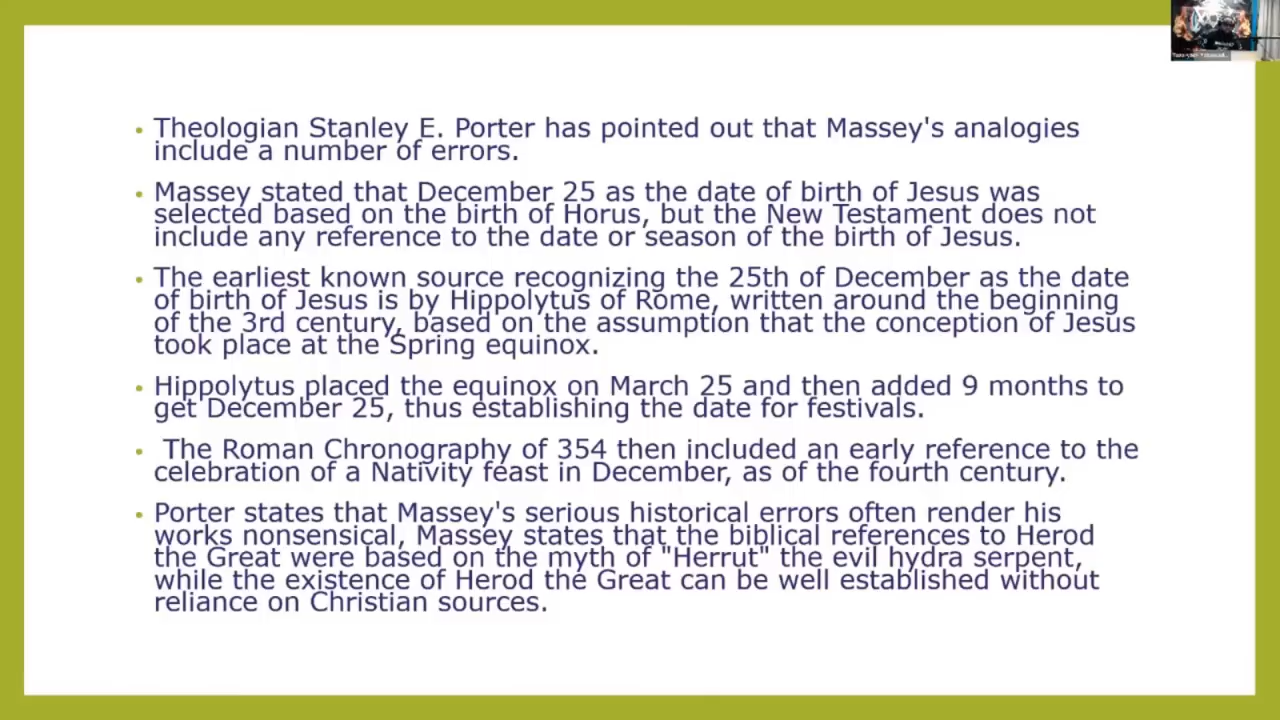 • Theologian Stanley E. Porter has pointed out that Massey's analogies
include a number of errors.
• Massey stated that December 25 as the date of birth of Jesus was
selected based on the birth of Horus, but the New Testament does not
include any reference to the date or season of the birth of Jesus.
• The earliest known source recognizing the 25th of December as the date
of birth of Jesus is by Hippolytus of Rome, written around the beginning
of the 3rd century, based on the assumption that the conception of Jesus
took place at the Spring equinox.
• Hippolytus placed the equinox on March 25 and then added 9 months to
get December 25, thus establishing the date for festivals.
• The Roman Chronography of 354 then included an early reference to the
celebration of a Nativity feast in December, as of the fourth century.
• Porter states that Massey's serious historical errors often render his
works nonsensical, Massey states that the biblical references to Herod
the Great were based on the myth of "Herrut" the evil hydra serpent,
while the existence of Herod the Great can be well established without
reliance on Christian sources.